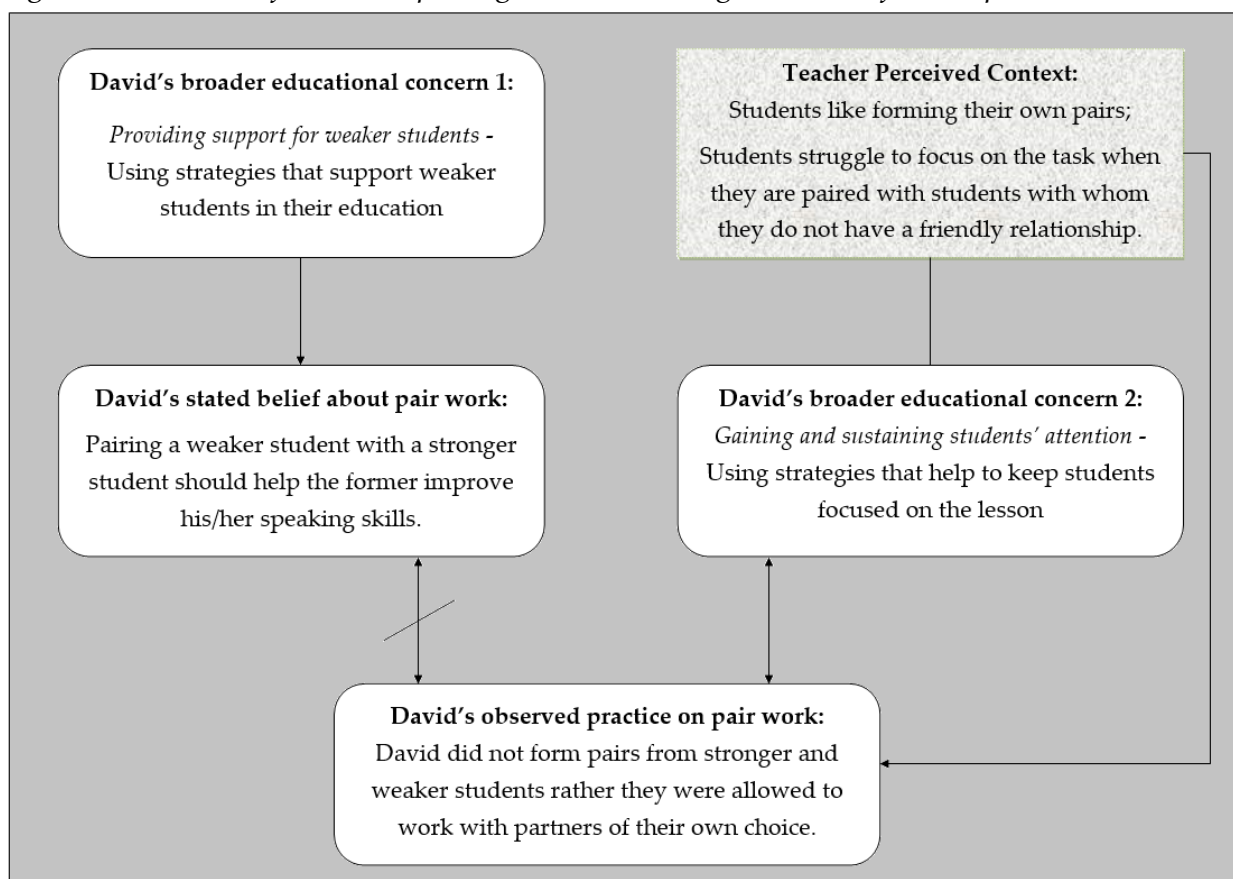 David's broader educational concern 1:
Providing support for weaker students -
Using strategies that support weaker
students in their education
Teacher Perceived Context:
Students like forming their own pairs;
Students struggle to focus on the task when
they are paired with students with whom
they do not have a friendly relationship.
David's stated belief about pair work:
Pairing a weaker student with a stronger
student should help the former improve
his/her speaking skills.
David's broader educational concern 2:
Gaining and sustaining students' attention -
Using strategies that help to keep students
focused on the lesson
David's observed practice on pair work:
David did not form pairs from stronger and
weaker students rather they were allowed to
work with partners of their own choice.